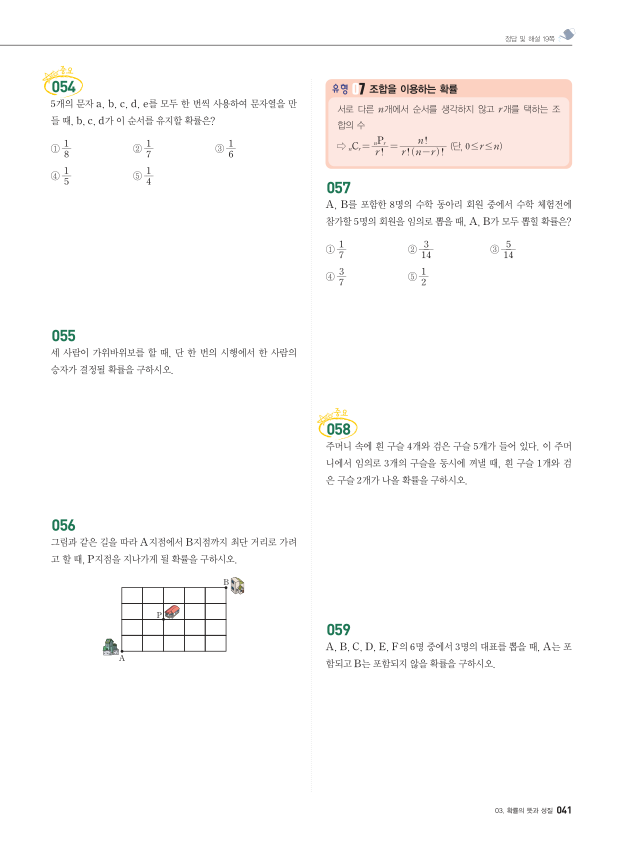 정답 및 해설 19쪽
중요
054
5개의 문자 a, b, c, d, e를 모두 한 번씩 사용하여 문자열을 만
들 때, b, c, d가 이 순서를 유지할 확률은?
① 1/8 ② 1/7 ③ 1/6
④ 1/5 ⑤ 1/4
055
세 사람이 가위바위보를 할 때, 단 한 번의 시행에서 한 사람의
승자가 결정될 확률을 구하시오.
056
그림과 같은 길을 따라 A지점에서 B지점까지 최단 거리로 가려
고 할 때, P지점을 지나가게 될 확률을 구하시오.
B
P
A
유형 07 조합을 이용하는 확률
서로 다른 n개에서 순서를 생각하지 않고 r개를 택하는 조
합의 수
⇨ ₙCᵣ = ₙPᵣ/r! = n!/r!(n−r)! (단, 0≤r≤n)
057
A, B를 포함한 8명의 수학 동아리 회원 중에서 수학 체험전에
참가할 5명의 회원을 임의로 뽑을 때, A, B가 모두 뽑힐 확률은?
① 1/7 ② 3/14 ③ 5/14
④ 3/7 ⑤ 1/2
중요
058
주머니 속에 흰 구슬 4개와 검은 구슬 5개가 들어 있다. 이 주머
니에서 임의로 3개의 구슬을 동시에 꺼낼 때, 흰 구슬 1개와 검
은 구슬 2개가 나올 확률을 구하시오.
059
A, B, C, D, E, F의 6명 중에서 3명의 대표를 뽑을 때, A는 포
함되고 B는 포함되지 않을 확률을 구하시오.
03. 확률의 뜻과 성질 041